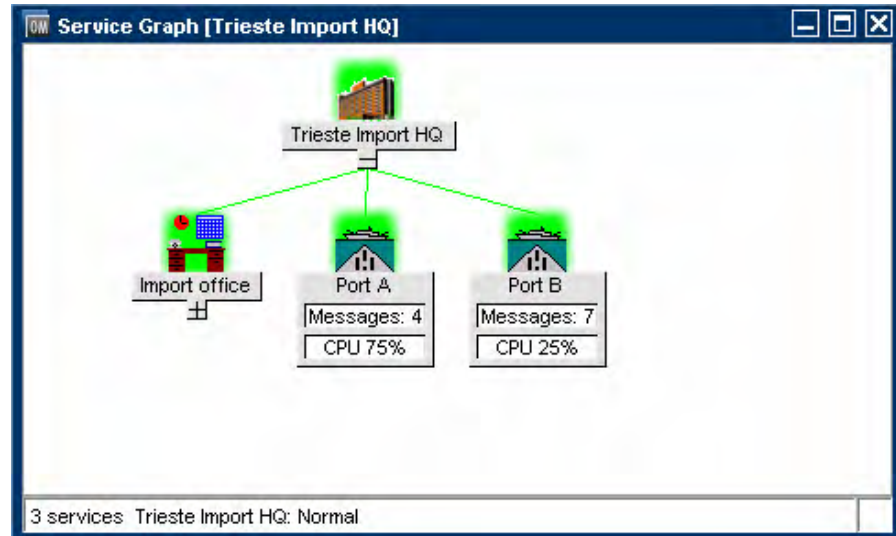 OM Service Graph [Trieste Import HQ]
Trieste Import HQ
Import office
Port A
Port B
Messages: 4
Messages: 7
CPU 75%
CPU 25%
3 services Trieste Import HQ: Normal